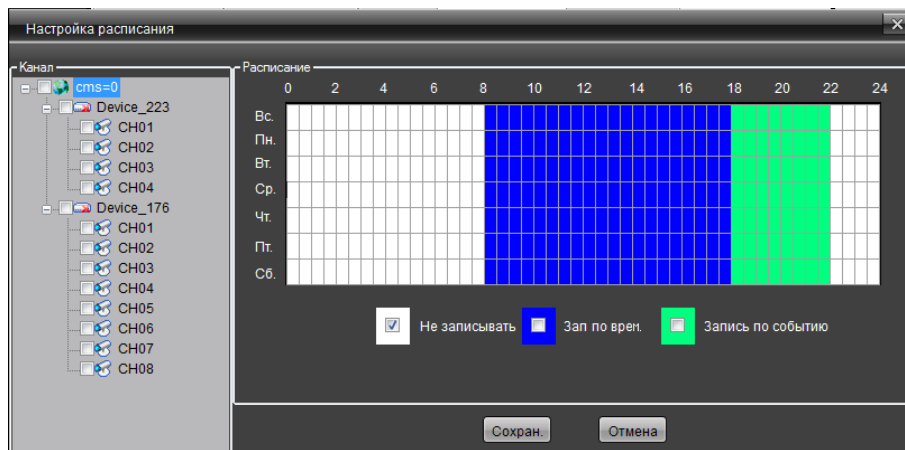 Настройка расписания
Канал
cms=0
Device_223
CH01
CH02
CH03
CH04
Device_176
CH01
CH02
CH03
CH04
CH05
CH06
CH07
CH08
Расписание
0 2 4 6 8 10 12 14 16 18 20 22 24
Вс.
Пн.
Вт.
Ср.
Чт.
Пт.
Сб.
Не записывать Зап по врем. Запись по событию
Сохран. Отмена